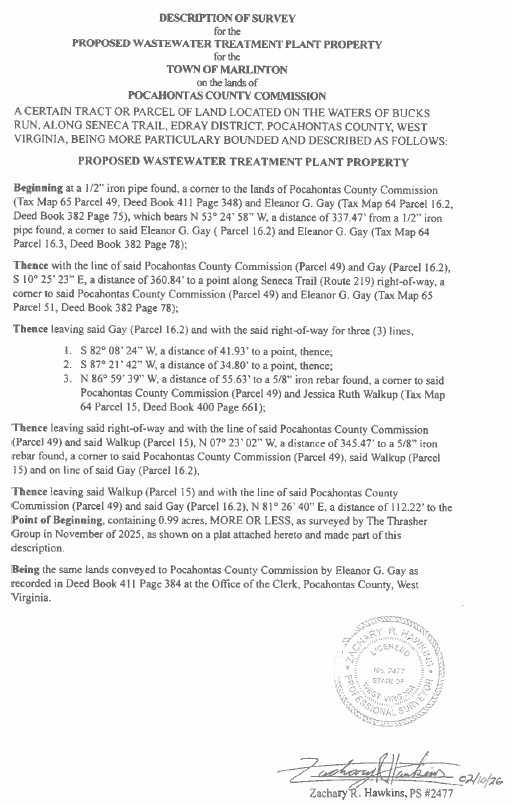 DESCRIPTION OF SURVEY
for the
PROPOSED WASTEWATER TREATMENT PLANT PROPERTY
for the
TOWN OF MARLINTON
on the lands of
POCAHONTAS COUNTY COMMISSION
A CERTAIN TRACT OR PARCEL OF LAND LOCATED ON THE WATERS OF BUCKS
RUN, ALONG SENECA TRAIL, EDRAY DISTRICT, POCAHONTAS COUNTY, WEST
VIRGINIA, BEING MORE PARTICULARY BOUNDED AND DESCRIBED AS FOLLOWS:
PROPOSED WASTEWATER TREATMENT PLANT PROPERTY
Beginning at a 1/2" iron pipe found, a corner to the lands of Pocahontas County Commission
(Tax Map 65 Parcel 49, Deed Book 411 Page 348) and Eleanor G. Gay (Tax Map 64 Parcel 16.2,
Deed Book 382 Page 75), which bears N 53° 24' 58" W, a distance of 337.47' from a 1/2" iron
pipe found, a corner to said Eleanor G. Gay ( Parcel 16.2) and Eleanor G. Gay (Tax Map 64
Parcel 16.3, Deed Book 382 Page 78);
Thence with the line of said Pocahontas County Commission (Parcel 49) and Gay (Parcel 16.2),
S 10° 25' 23" E, a distance of 360.84' to a point along Seneca Trail (Route 219) right-of-way, a
corner to said Pocahontas County Commission (Parcel 49) and Eleanor G. Gay (Tax Map 65
Parcel 51, Deed Book 382 Page 78);
Thence leaving said Gay (Parcel 16.2) and with the said right-of-way for three (3) lines,
1. S 82° 08' 24" W, a distance of 41.93' to a point, thence;
2. S 87° 21' 42" W, a distance of 34.80' to a point, thence;
3. N 86° 59' 39" W, a distance of 55.63' to a 5/8" iron rebar found, a corner to said
Pocahontas County Commission (Parcel 49) and Jessica Ruth Walkup (Tax Map
64 Parcel 15, Deed Book 400 Page 661);
Thence leaving said right-of-way and with the line of said Pocahontas County Commission
(Parcel 49) and said Walkup (Parcel 15), N 07° 23' 02" W, a distance of 345.47' to a 5/8" iron
rebar found, a corner to said Pocahontas County Commission (Parcel 49), said Walkup (Parcel
15) and on line of said Gay (Parcel 16.2),
Thence leaving said Walkup (Parcel 15) and with the line of said Pocahontas County
Commission (Parcel 49) and said Gay (Parcel 16.2), N 81° 26' 40" E, a distance of 112.22' to the
Point of Beginning, containing 0.99 acres, MORE OR LESS, as surveyed by The Thrasher
Group in November of 2025, as shown on a plat attached hereto and made part of this
description.
Being the same lands conveyed to Pocahontas County Commission by Eleanor G. Gay as
recorded in Deed Book 411 Page 384 at the Office of the Clerk, Pocahontas County, West
Virginia.
ZACHARY R. HAWKINS
LICENSED
No. 2477
STATE OF
WEST VIRGINIA
PROFESSIONAL SURVEYOR
Zachary R Hawkins 02/10/26
Zachary R. Hawkins, PS #2477